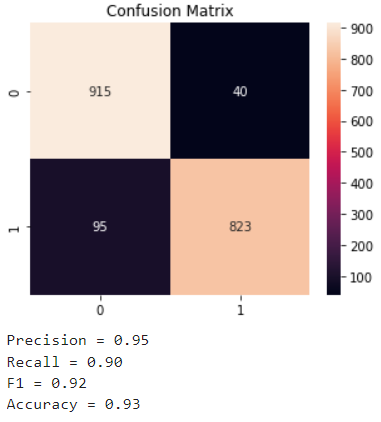 Confusion Matrix
900
0 915 40
800
700
600
500
400
1 95 823
300
200
100
0 1
Precision = 0.95
Recall = 0.90
F1 = 0.92
Accuracy = 0.93